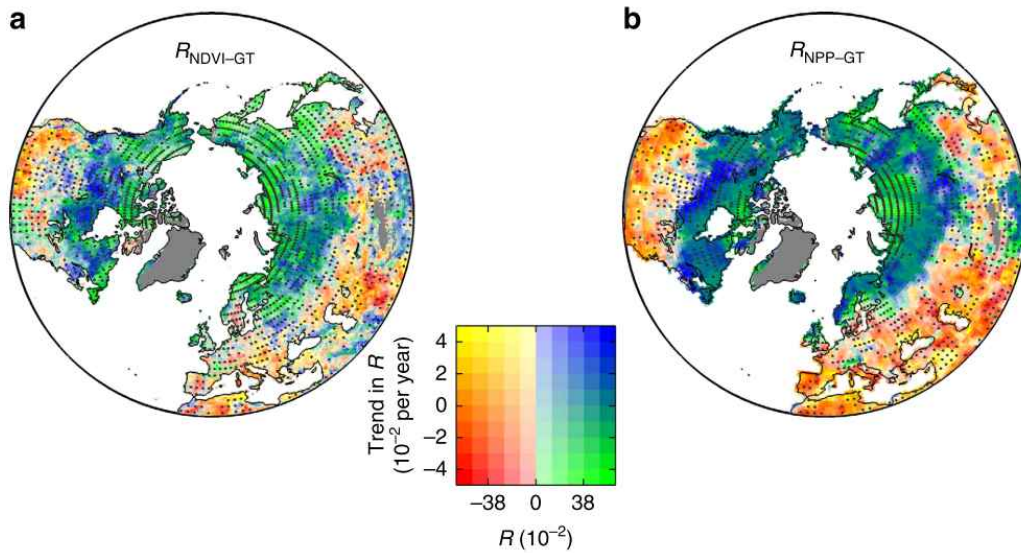 a
R_NDVI–GT
b
R_NPP–GT
Trend in R
(10⁻² per year)
4
2
0
−2
−4
−38 0 38
R (10⁻²)